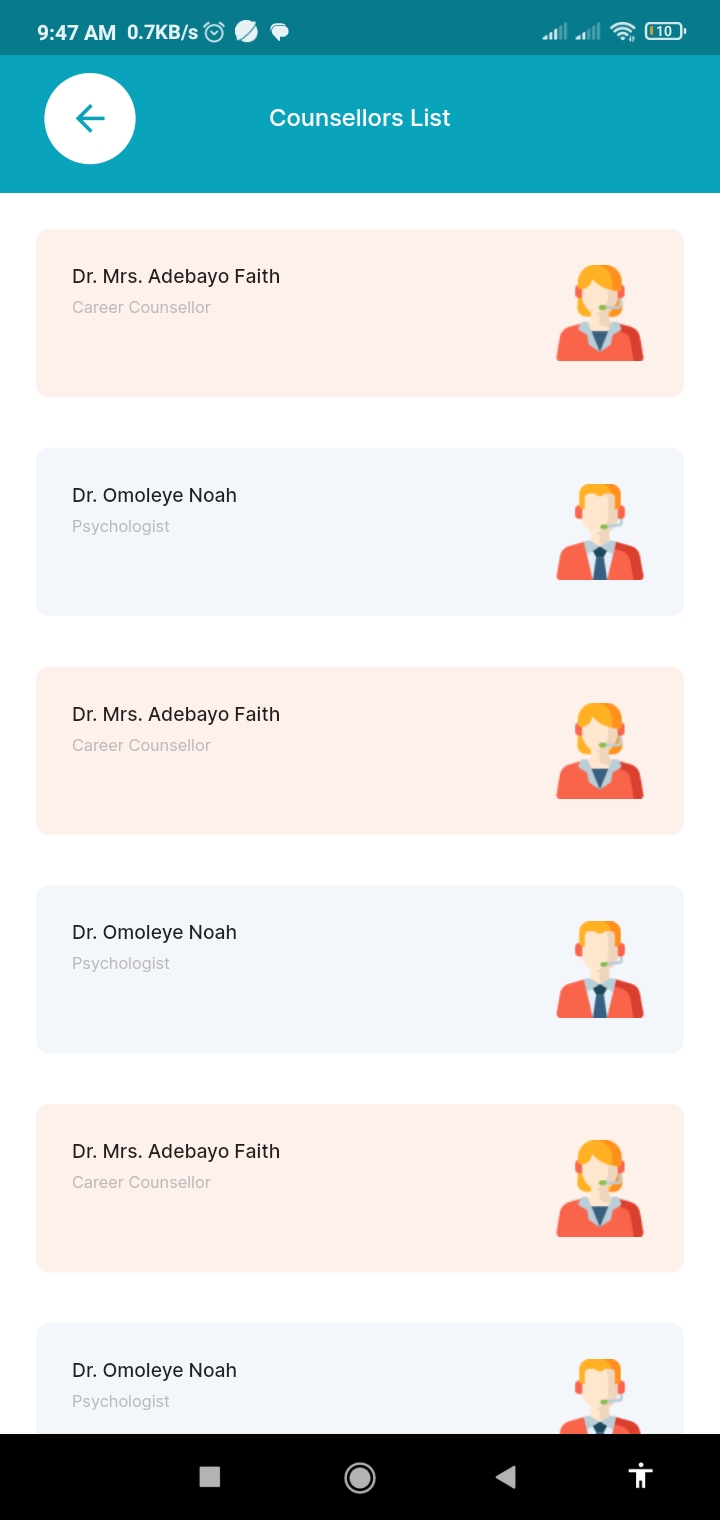 9:47 AM 0.7KB/s 10
Counsellors List
Dr. Mrs. Adebayo Faith
Career Counsellor
Dr. Omoleye Noah
Psychologist
Dr. Mrs. Adebayo Faith
Career Counsellor
Dr. Omoleye Noah
Psychologist
Dr. Mrs. Adebayo Faith
Career Counsellor
Dr. Omoleye Noah
Psychologist